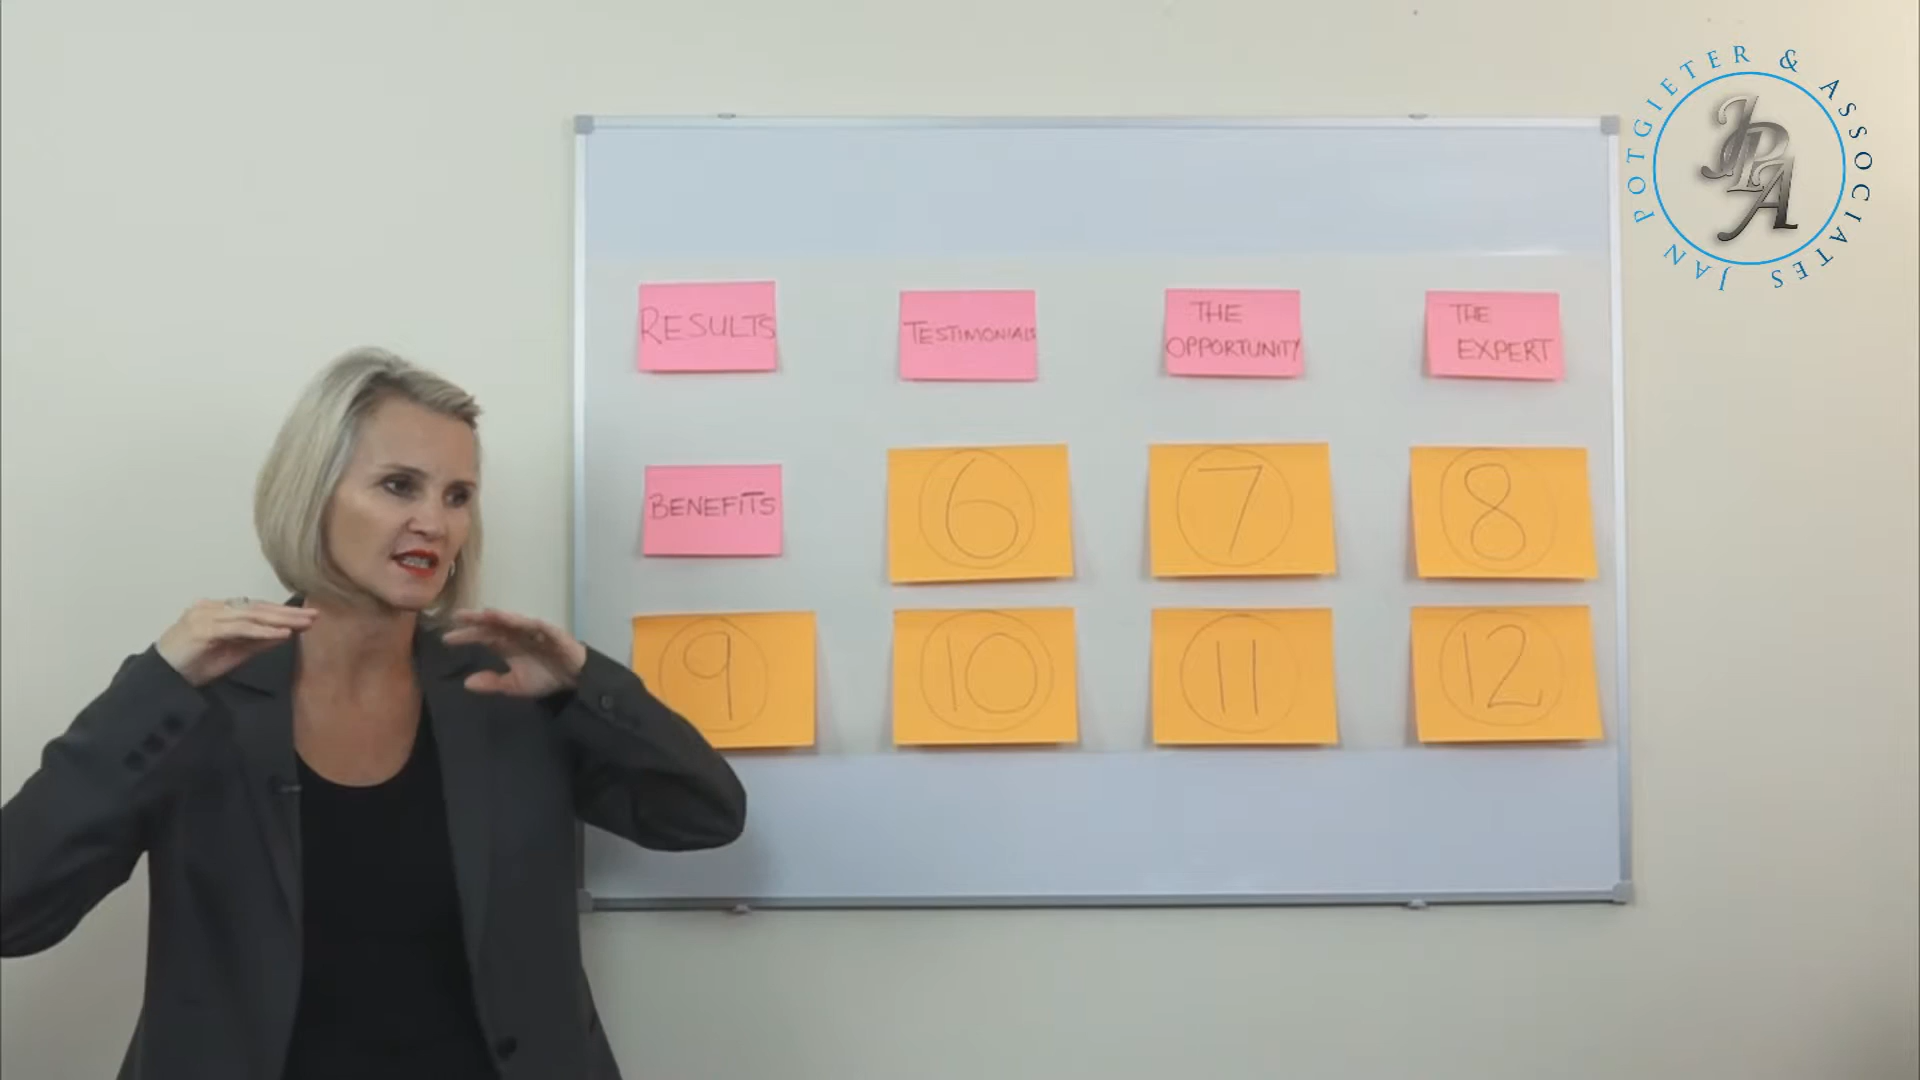 JAN POTGIETER & ASSOCIATES
JPA
RESULTS
TESTIMONIALS
THE
OPPORTUNITY
THE
EXPERT
BENEFITS
6
7
8
9
10
11
12